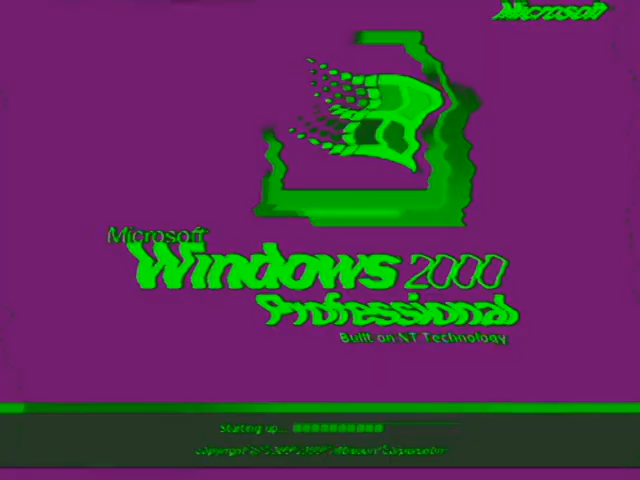 Microsoft
Microsoft
Windows 2000
Professional
Built on NT Technology
Starting up...